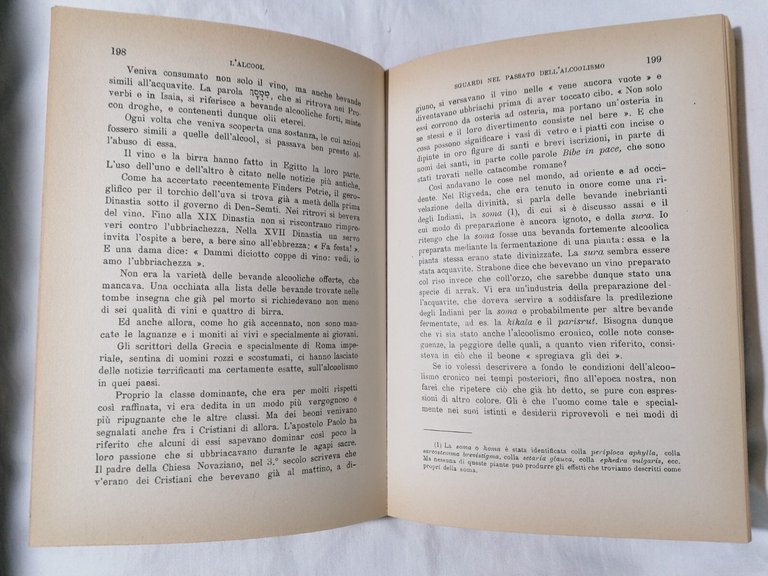 198
L'ALCOOL
Veniva consumato non solo il vino, ma anche bevande
simili all'acquavite. La parola מִמְסָךְ, che si ritrova nei Pro-
verbi e in Isaia, si riferisce a bevande alcooliche forti, miste
con droghe, e contenenti dunque olii eterei.
Ogni volta che veniva scoperta una sostanza, le cui azioni
fossero simili a quelle dell'alcool, si passava ben presto al-
l'abuso di essa.
Il vino e la birra hanno fatto in Egitto la loro parte.
L'uso dell'uno e dell'altro è citato nelle notizie più antiche.
Come ha accertato recentemente Finders Petrie, il gero-
glifico per il torchio dell'uva si trova già a metà della prima
Dinastia sotto il governo di Den-Semti. Nei ritrovi si beveva
del vino. Fino alla XIX Dinastia non si riscontrano rimpro-
veri contro l'ubbriachezza. Nella XVII Dinastia un servo
invita l'ospite a bere, a bere sino all'ebbrezza: « Fa festa! ».
E una dama dice: « Dammi diciotto coppe di vino: vedi, io
amo l'ubbriachezza ».
Non era la varietà delle bevande alcooliche offerte, che
mancava. Una occhiata alla lista delle bevande trovate nelle
tombe insegna che già pel morto si richiedevano non meno
di sei qualità di vini e quattro di birra.
Ed anche allora, come ho già accennato, non sono man-
cate le lagnanze e i moniti ai vivi e specialmente ai giovani.
Gli scrittori della Grecia e specialmente di Roma impe-
riale, sentina di uomini rozzi e scostumati, ci hanno lasciato
delle notizie terrificanti ma certamente esatte, sull'alcoolismo
in quei paesi.
Proprio la classe dominante, che era per molti rispetti
così raffinata, vi era dedita in un modo più vergognoso e
più ripugnante che le altre classi. Ma dei beoni venivano
segnalati anche fra i Cristiani di allora. L'apostolo Paolo ha
riferito che alcuni di essi sapevano dominar così poco la
loro passione che si ubbriacavano durante le agapi sacre.
Il padre della Chiesa Novaziano, nel 3.° secolo scriveva che
v'erano dei Cristiani che bevevano già al mattino, a di-
SGUARDI NEL PASSATO DELL'ALCOOLISMO
199
giuno, si versavano il vino nelle « vene ancora vuote » e
diventavano ubbriachi prima di aver toccato cibo. « Non solo
essi corrono da osteria ad osteria, ma portano un'osteria in
se stessi e il loro divertimento consiste nel bere ». E che
cosa possono significare i vasi di vetro e i piatti con incise o
dipinte in oro figure di santi e brevi iscrizioni, in parte coi
nomi dei santi, in parte colle parole Bibe in pace, che sono
stati trovati nelle catacombe romane?
Così andavano le cose nel mondo, ad oriente e ad occi-
dente. Nel Rigveda, che era tenuto in onore come una ri-
velazione della divinità, si parla delle bevande inebrianti
degli Indiani, la soma (1), di cui si è discusso assai e il
cui modo di preparazione è ancora ignoto, e della sura. Io
ritengo che la soma fosse una bevanda fortemente alcoolica
preparata mediante la fermentazione di una pianta: essa e la
pianta stessa erano state divinizzate. La sura sembra essere
stata acquavite. Strabone dice che bevevano un vino preparato
col riso invece che coll'orzo, che sarebbe dunque stato una
specie di arrak. Vi era un'industria della preparazione del-
l'acquavite, che doveva servire a soddisfare la predilezione
degli Indiani per la soma e probabilmente per altre bevande
fermentate, ad es. la kihala e il parisrut. Bisogna dunque
che vi sia stato anche l'alcoolismo cronico, colle note conse-
guenze, la peggiore delle quali, a quanto vien riferito, consi-
steva in ciò che il beone « spregiava gli dei ».
Se io volessi descrivere a fondo le condizioni dell'alcoo-
lismo cronico nei tempi posteriori, fino all'epoca nostra, non
farei che ripetere ciò che già ho detto, se pure con espres-
sioni di altro colore. Gli è che l'uomo come tale e special-
mente nei suoi istinti e desiderii riprovevoli e nei modi di
(1) La soma o homa è stata identificata colla periploca aphylla, colla
sarcostemma brevistigma, colla setaria glauca, colla ephedra vulgaris, ecc.
Ma nessuna di queste piante può produrre gli effetti che troviamo descritti come
propri della soma.